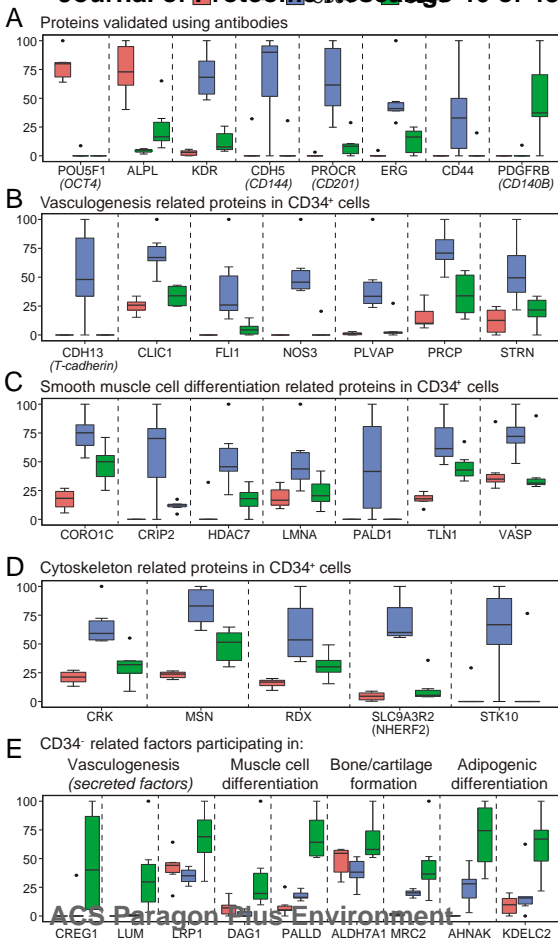 Journal of Proteome
A Proteins validated using antibodies
100
75
50
25
0
POU5F1 ALPL KDR CDH5 PROCR ERG CD44 PDGFRB
(OCT4) (CD144) (CD201) (CD140B)
B Vasculogenesis related proteins in CD34+ cells
100
75
50
25
0
CDH13 CLIC1 FLI1 NOS3 PLVAP PRCP STRN
(T-cadherin)
C Smooth muscle cell differentiation related proteins in CD34+ cells
100
75
50
25
0
CORO1C CRIP2 HDAC7 LMNA PALD1 TLN1 VASP
D Cytoskeleton related proteins in CD34+ cells
100
75
50
25
0
CRK MSN RDX SLC9A3R2 STK10
(NHERF2)
E CD34- related factors participating in:
Vasculogenesis Muscle cell Bone/cartilage Adipogenic
(secreted factors) differentiation formation differentiation
100
75
50
25
0
ACS Paragon Plus Environment
CREG1 LUM LRP1 DAG1 PALLD ALDH7A1 MRC2 AHNAK KDELC2